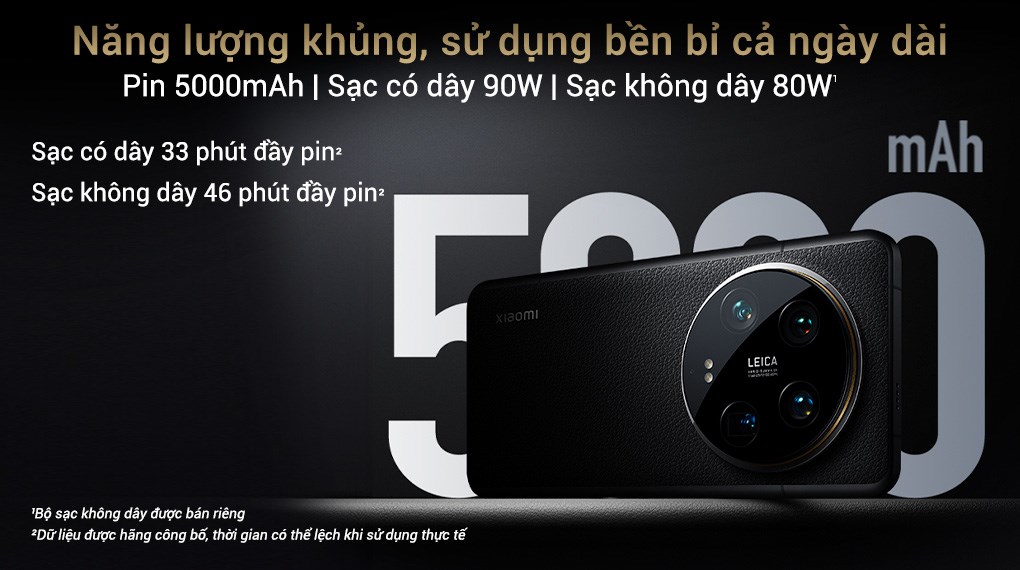 Năng lượng khủng, sử dụng bền bỉ cả ngày dài
Pin 5000mAh | Sạc có dây 90W | Sạc không dây 80W¹
Sạc có dây 33 phút đầy pin²
Sạc không dây 46 phút đầy pin²
mAh
5000
xiaomi
LEICA
¹Bộ sạc không dây được bán riêng
²Dữ liệu được hãng công bố, thời gian có thể lệch khi sử dụng thực tế